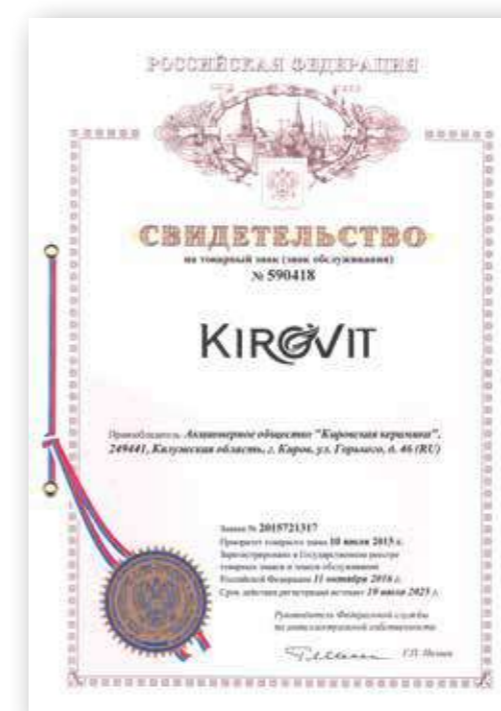 РОССИЙСКАЯ ФЕДЕРАЦИЯ
СВИДЕТЕЛЬСТВО
на товарный знак (знак обслуживания)
№ 590418
KIROVIT
Правообладатель: Акционерное общество "Кировская керамика",
249441, Калужская область, г. Киров, ул. Горького, д. 46 (RU)
Заявка № 2015721317
Приоритет товарного знака 10 июля 2015 г.
Зарегистрировано в Государственном реестре
товарных знаков и знаков обслуживания
Российской Федерации 11 октября 2016 г.
Срок действия регистрации истекает 10 июля 2025 г.
Руководитель Федеральной службы
по интеллектуальной собственности
Г.П. Ивлиев